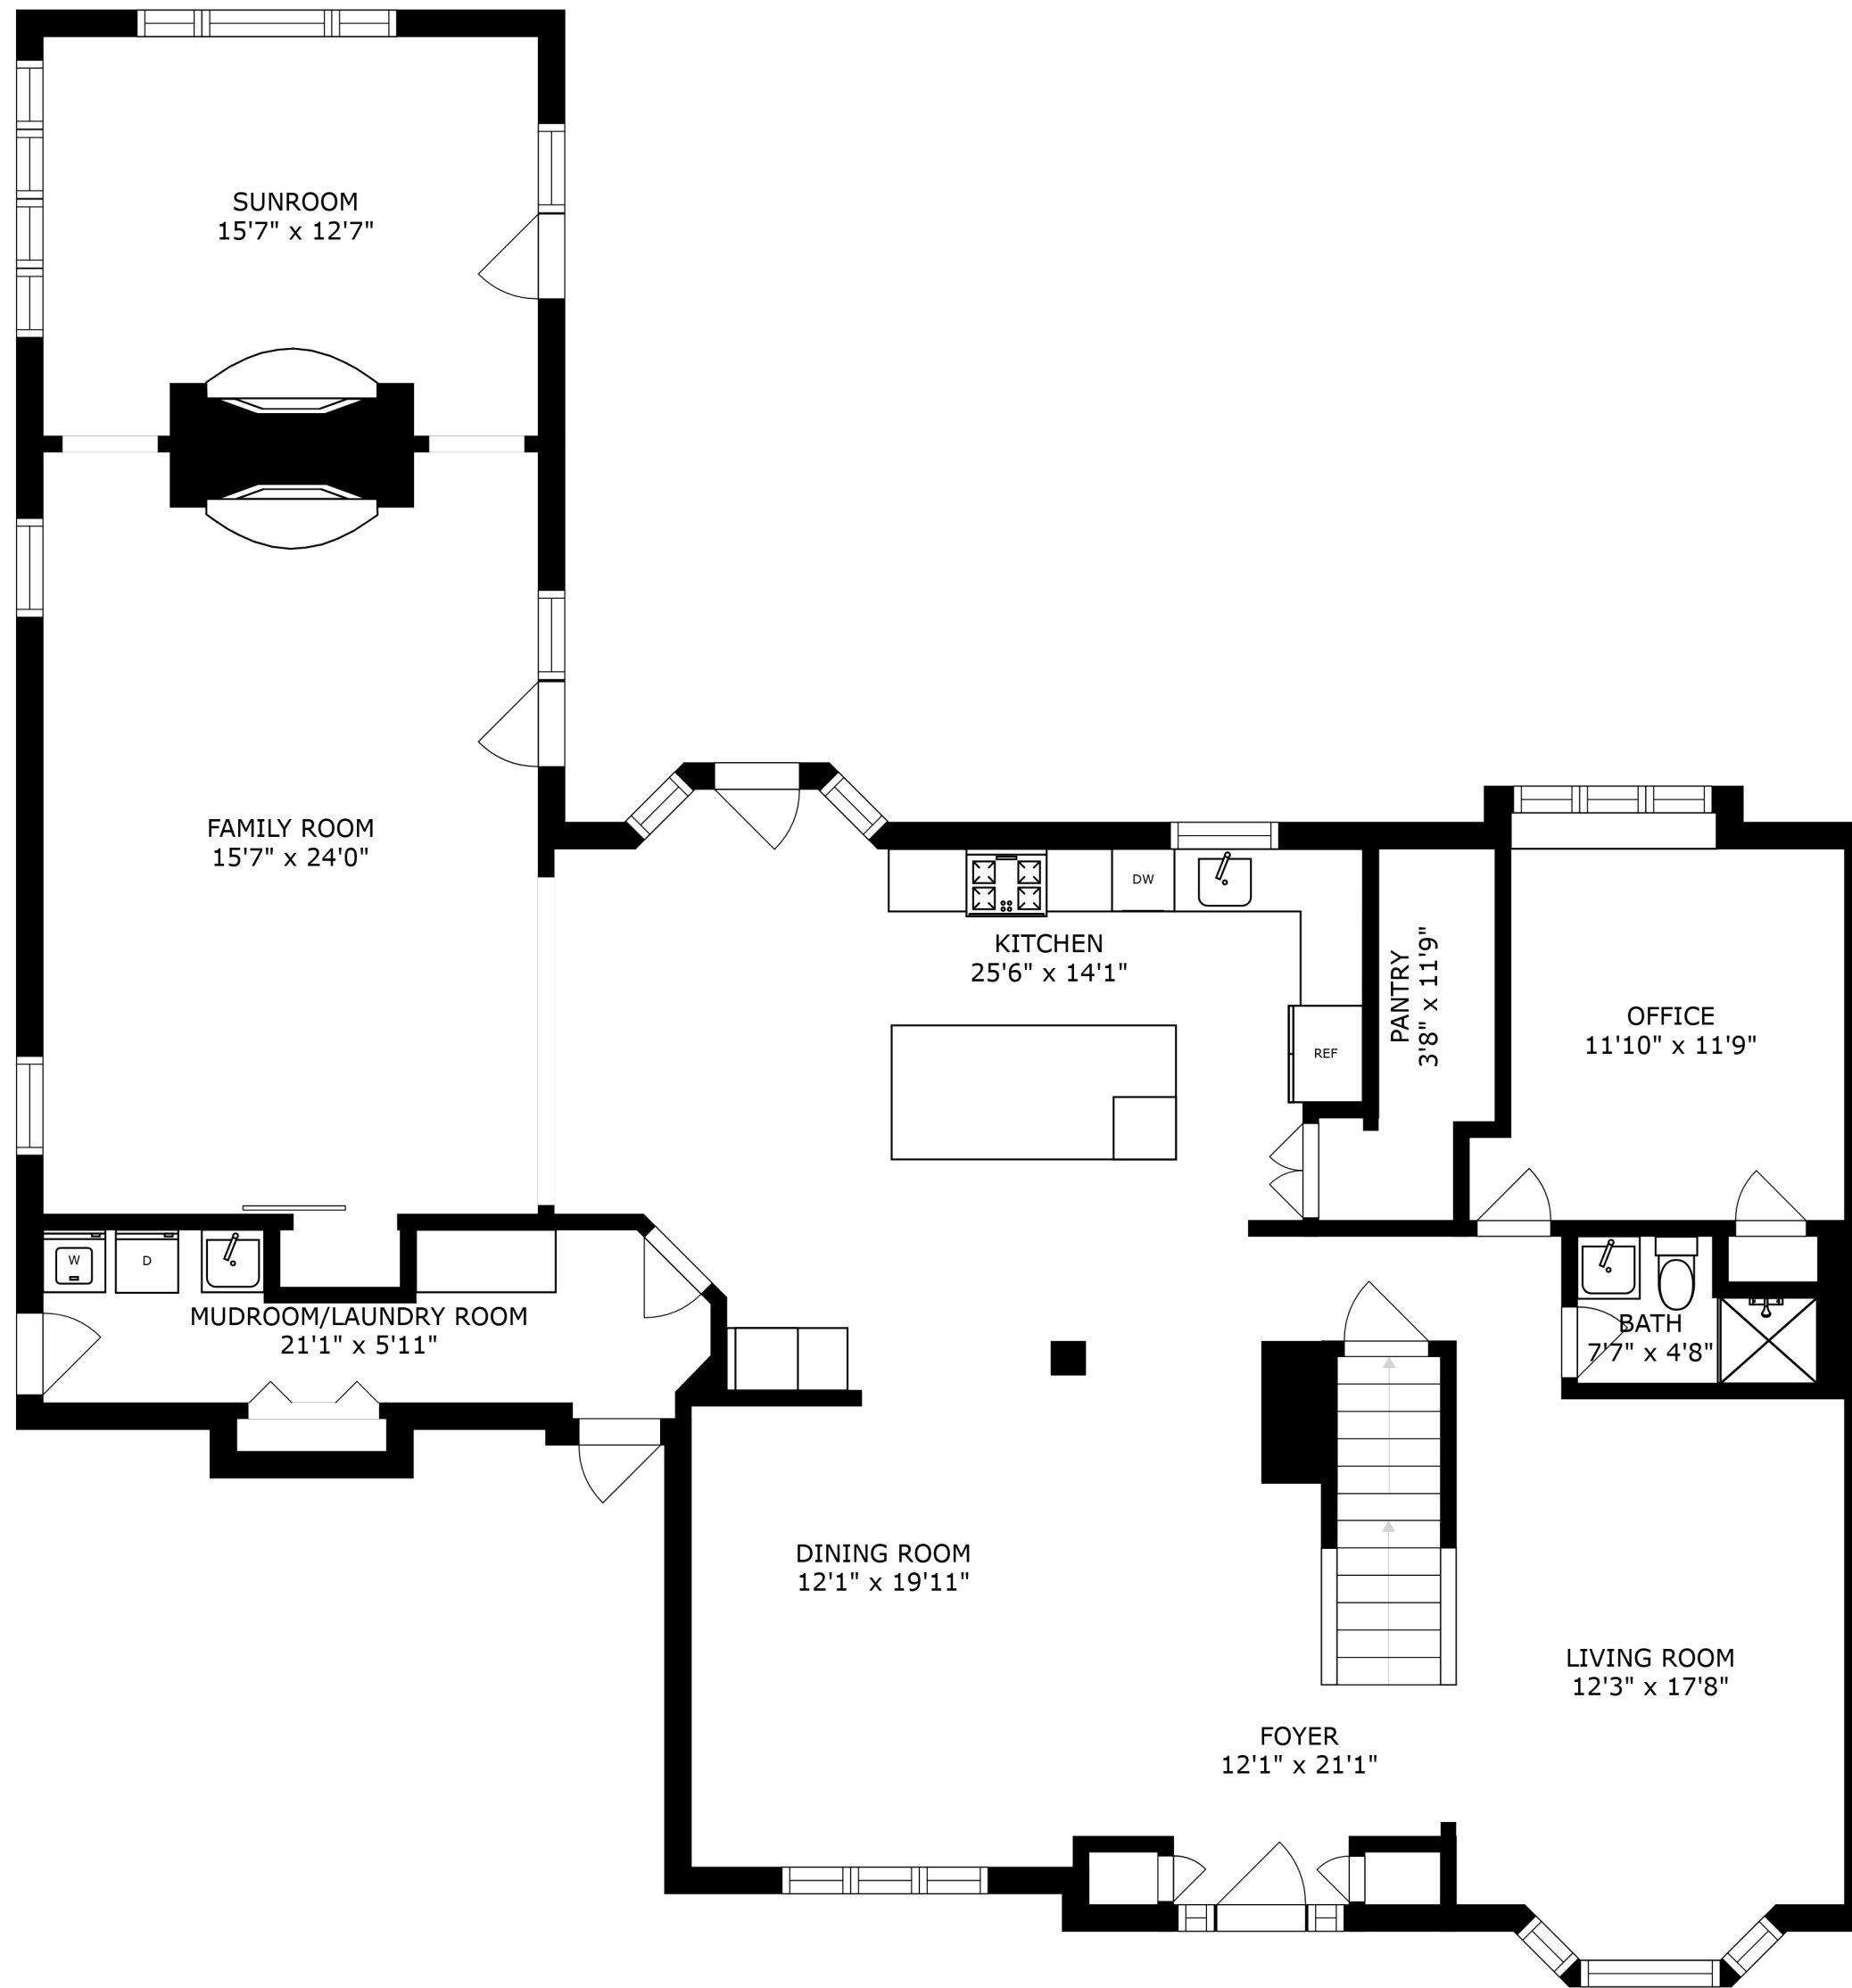 SUNROOM
15'7" x 12'7"
FAMILY ROOM
15'7" x 24'0"
DW
KITCHEN
25'6" x 14'1"
REF
PANTRY
3'8" x 11'9"
OFFICE
11'10" x 11'9"
W
D
MUDROOM/LAUNDRY ROOM
21'1" x 5'11"
BATH
7'7" x 4'8"
DINING ROOM
12'1" x 19'11"
LIVING ROOM
12'3" x 17'8"
FOYER
12'1" x 21'1"